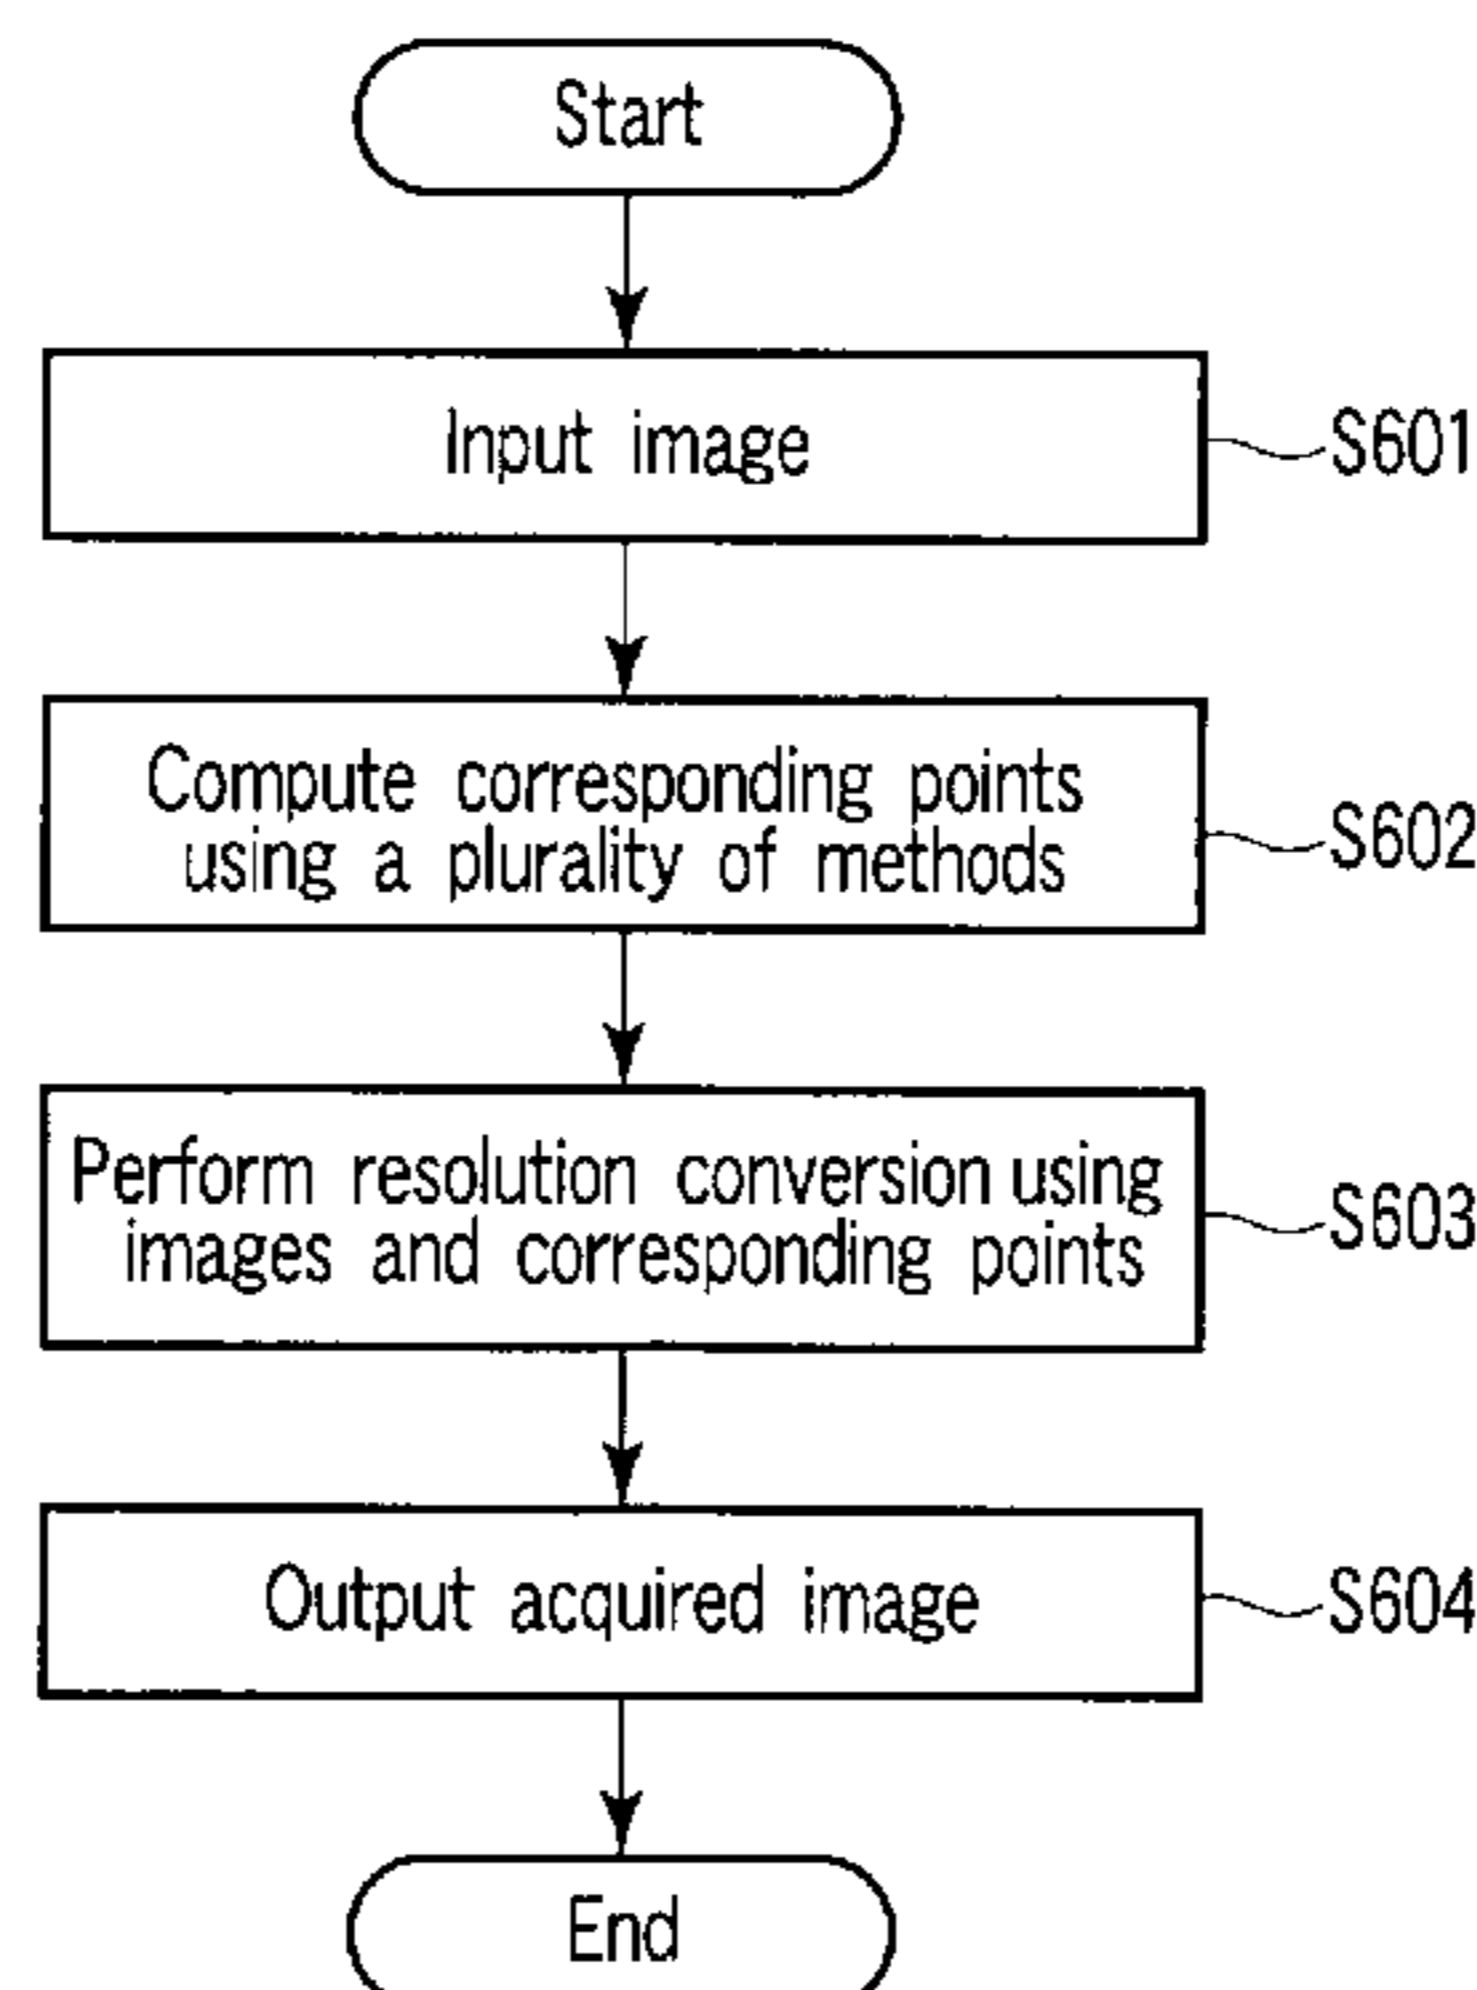 Start
Input image
S601
Compute corresponding points
using a plurality of methods
S602
Perform resolution conversion using
images and corresponding points
S603
Output acquired image
S604
End